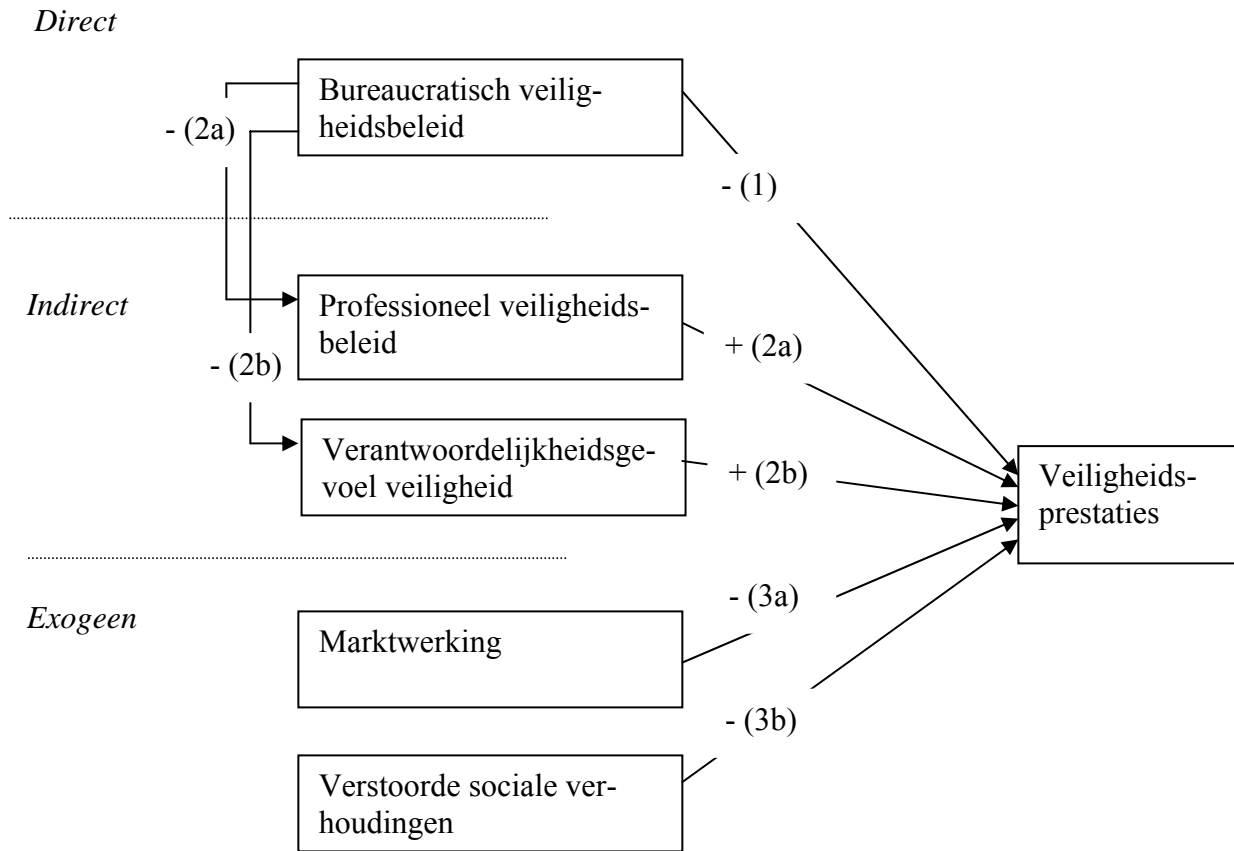 Direct
Bureaucratisch veilig-
heidsbeleid
- (2a)
- (1)
Indirect
Professioneel veiligheids-
beleid
+ (2a)
- (2b)
Verantwoordelijkheidsge-
voel veiligheid
+ (2b)
Veiligheids-
prestaties
Exogeen
- (3a)
Marktwerking
- (3b)
Verstoorde sociale ver-
houdingen